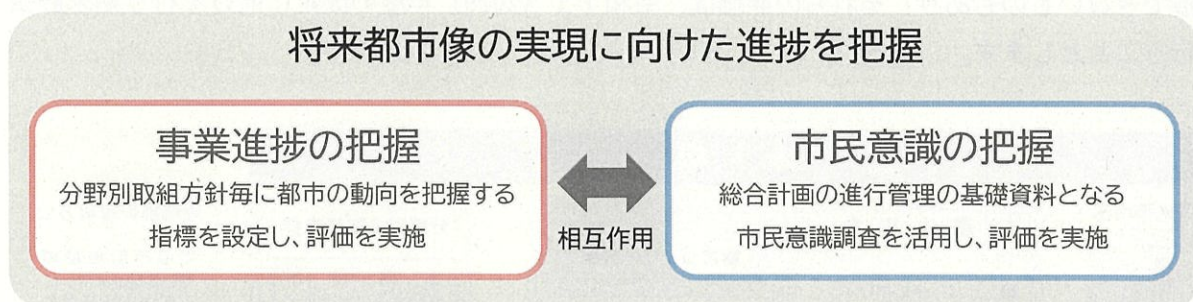 将来都市像の実現に向けた進捗を把握
事業進捗の把握
分野別取組方針毎に都市の動向を把握する
指標を設定し、評価を実施
相互作用
市民意識の把握
総合計画の進行管理の基礎資料となる
市民意識調査を活用し、評価を実施